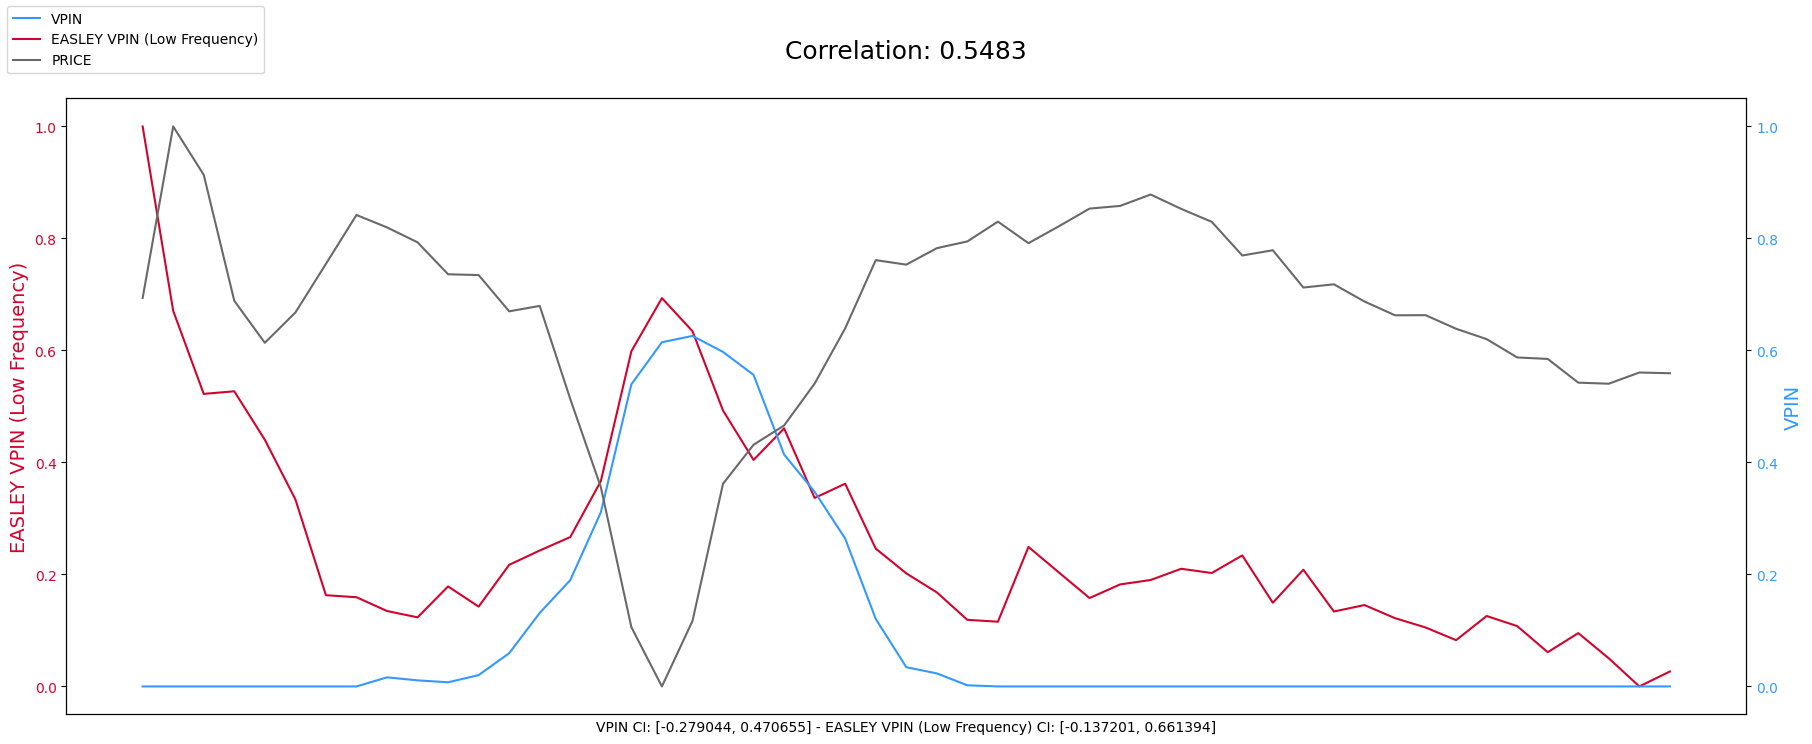 VPIN
EASLEY VPIN (Low Frequency)
PRICE
Correlation: 0.5483
EASLEY VPIN (Low Frequency)
1.0
0.8
0.6
0.4
0.2
0.0
1.0
0.8
0.6
0.4
0.2
0.0
VPIN
VPIN CI: [-0.279044, 0.470655] - EASLEY VPIN (Low Frequency) CI: [-0.137201, 0.661394]